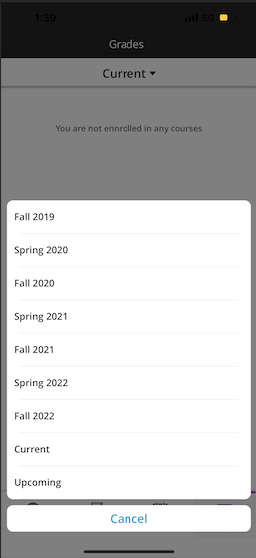 1:39
5G
Grades
Current
You are not ennrdled in any courses
Fall 2019
Spring 2020
Fall 2020
Spring 2021
Fall 2021
Spring 2022
Fall 2022
Current
Upcoming
Cancel